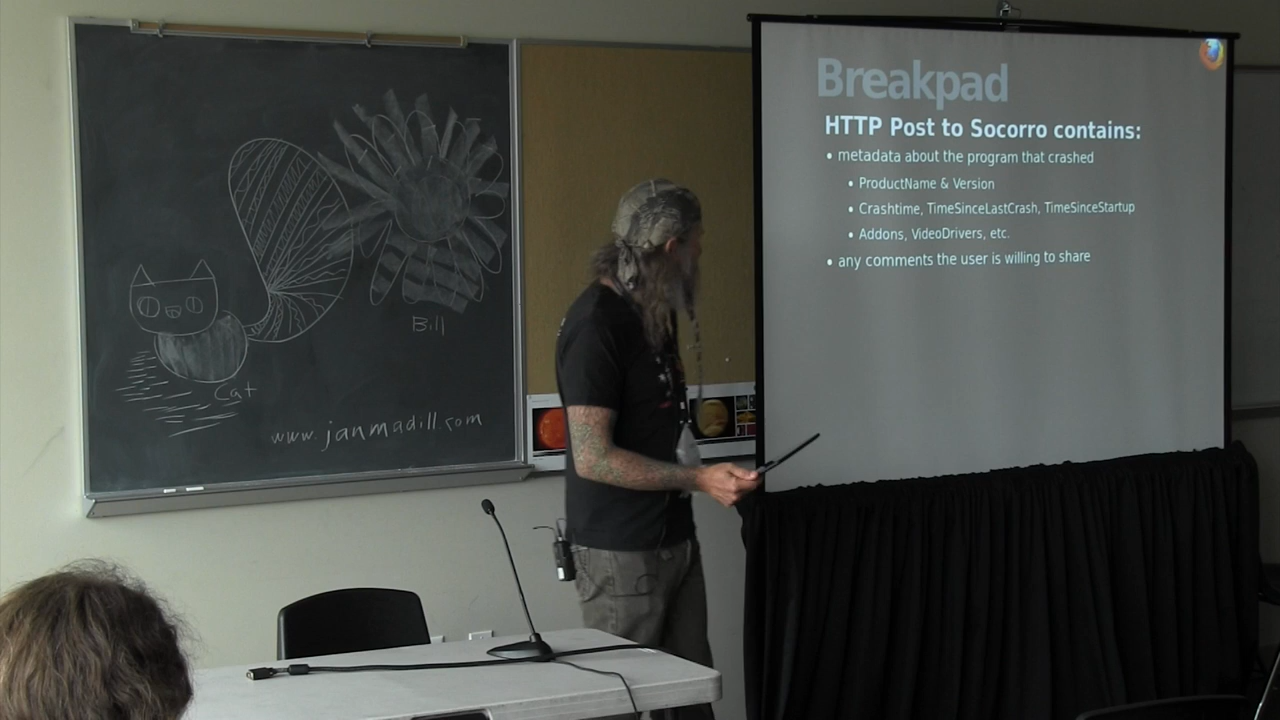 Bill
Cat
www.janmadill.com
Breakpad
HTTP Post to Socorro contains:
• metadata about the program that crashed
• ProductName & Version
• Crashtime, TimeSinceLastCrash, TimeSinceStartup
• Addons, VideoDrivers, etc.
• any comments the user is willing to share